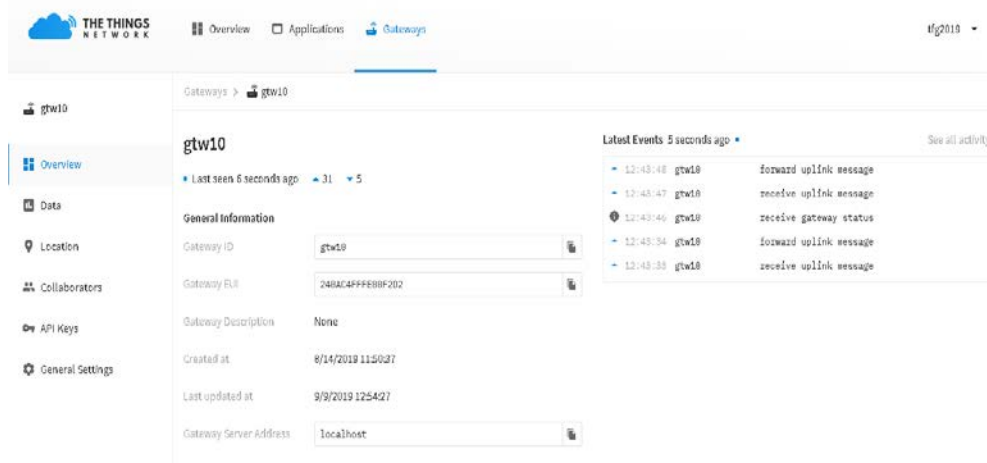 THE THINGS
NETWORK
Overview
Applications
Gateways
tfg2019
gtw10
Overview
Data
Location
Collaborators
API Keys
General Settings
Gateways > gtw10
gtw10
Last seen 6 seconds ago 31 5
General Information
Gateway ID gtw10
Gateway EUI
Gateway Description None
Created at 8/14/2019 11:50:37
Last updated at 9/9/2019 12:54:27
Gateway Server Address localhost
Latest Events 5 seconds ago
See all activity
12:43:48 gtw10 forward uplink message
12:43:47 gtw10 receive uplink message
12:43:46 gtw10 receive gateway status
12:43:34 gtw10 forward uplink message
gtw10 receive uplink message